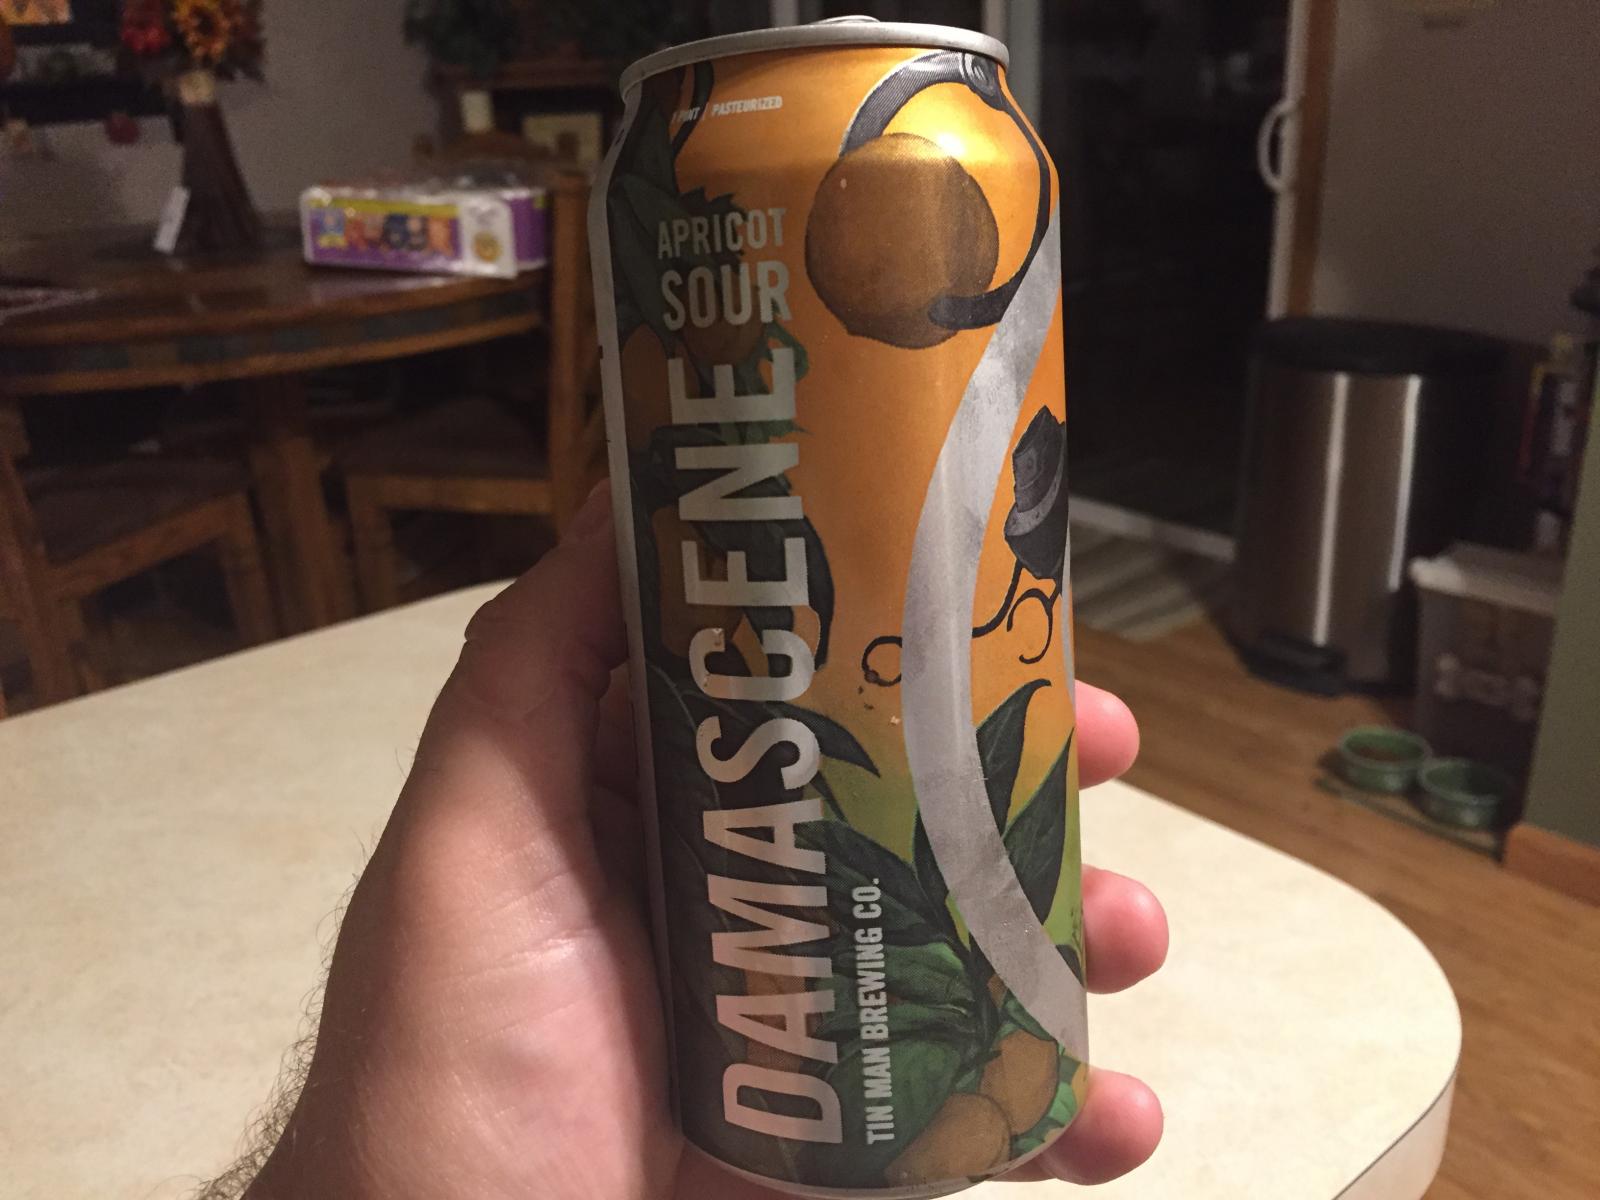 1 PINT / PASTEURIZED
APRICOT
SOUR
DAMASCENE
TIN MAN BREWING CO.